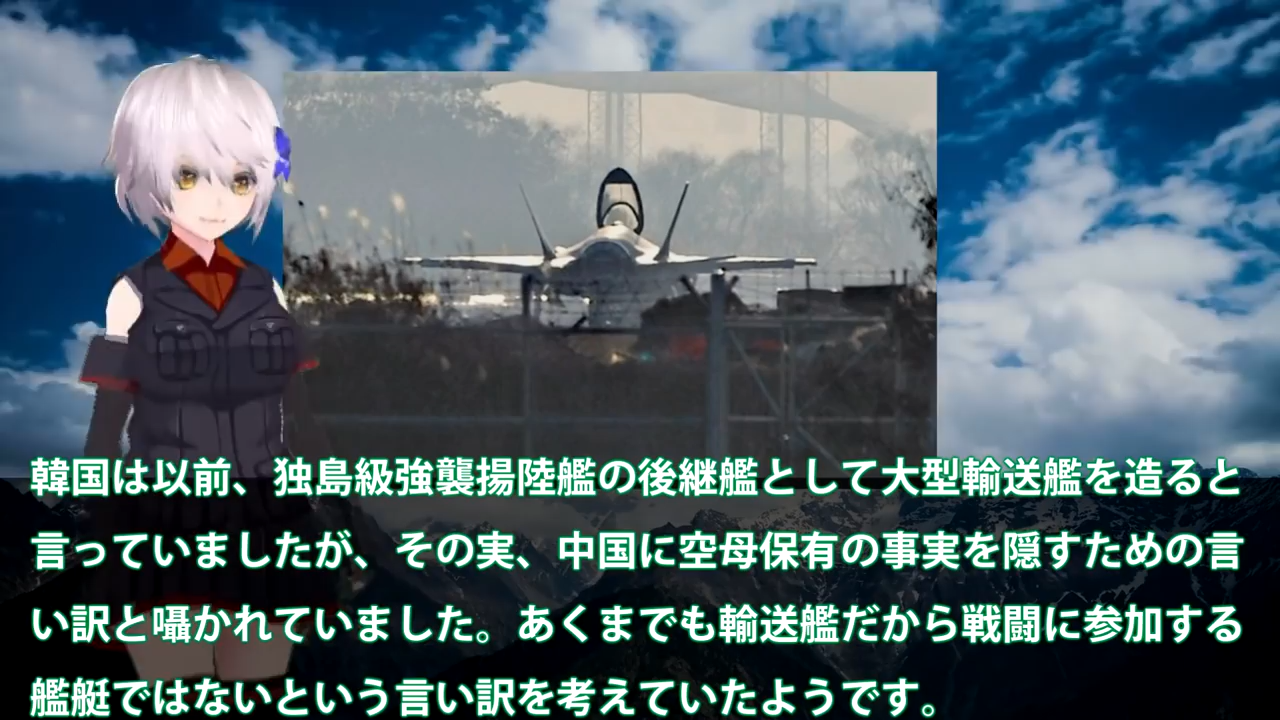 韓国は以前、独島級強襲揚陸艦の後継艦として大型輸送艦を造ると
言っていましたが、その実、中国に空母保有の事実を隠すための言
い訳と囁かれていました。あくまでも輸送艦だから戦闘に参加する
艦艇ではないという言い訳を考えていたようです。